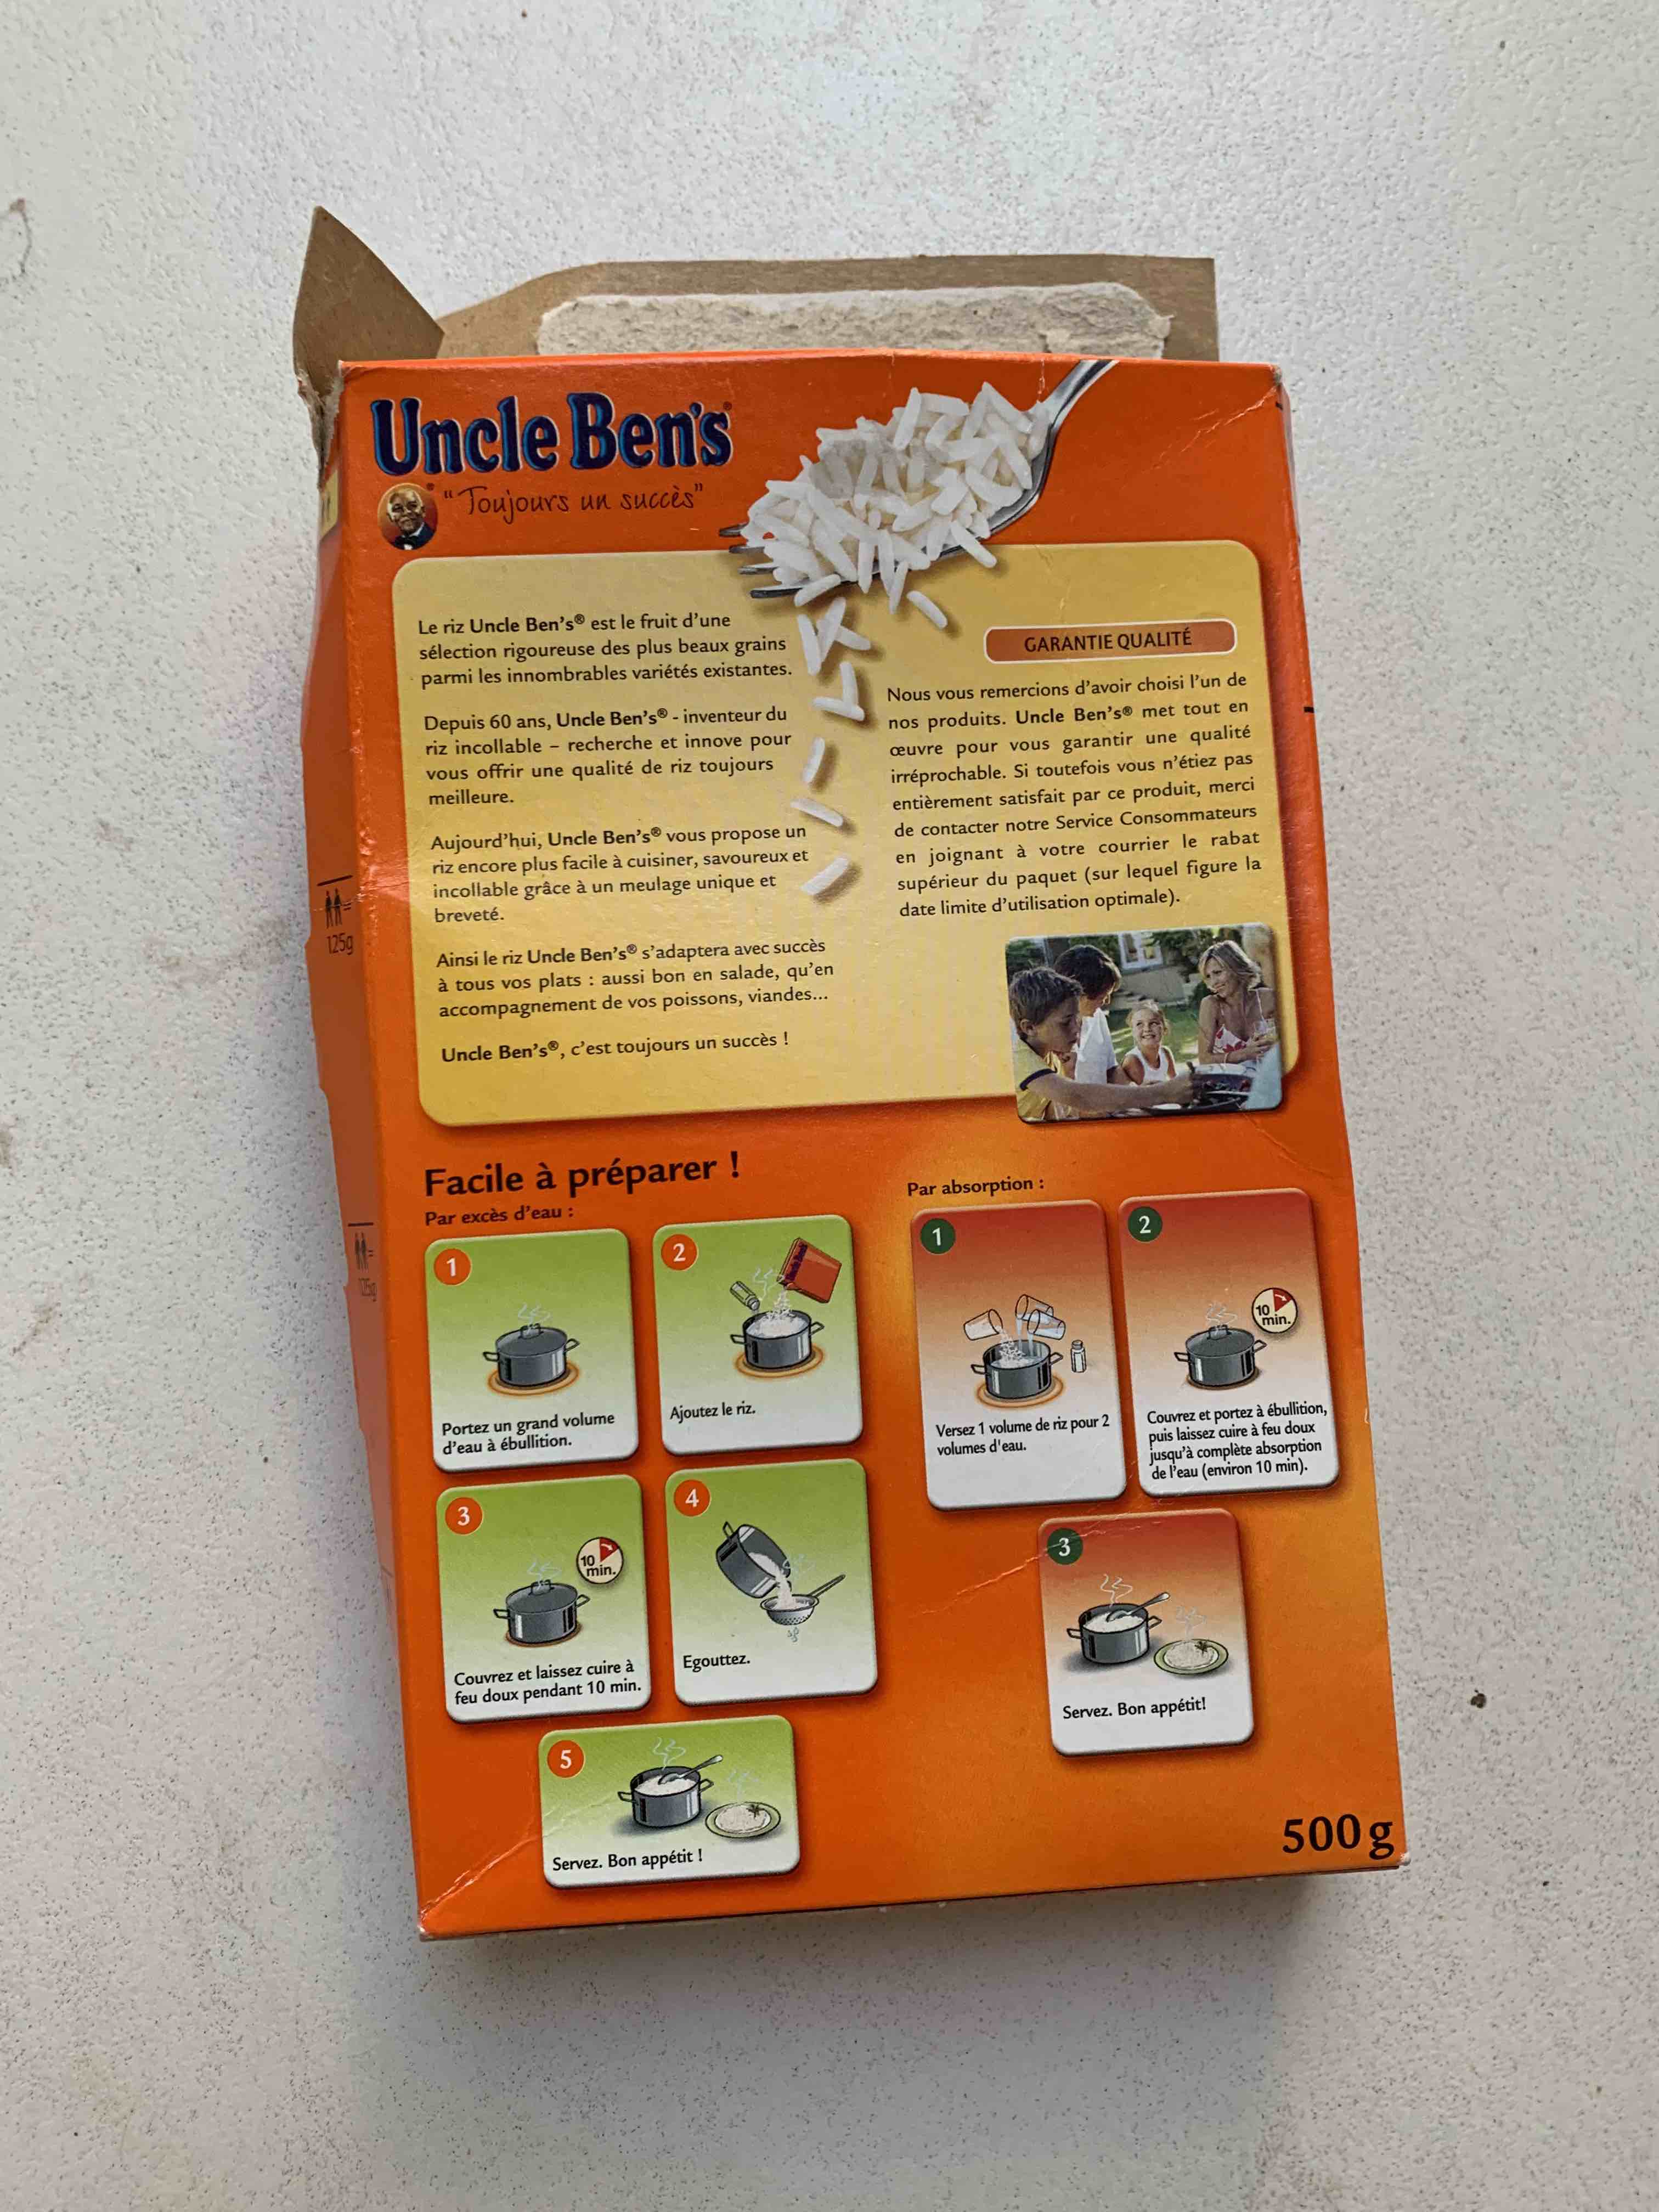 Uncle Ben's®
"Toujours un succès"
Le riz Uncle Ben's® est le fruit d'une
sélection rigoureuse des plus beaux grains
parmi les innombrables variétés existantes.
Depuis 60 ans, Uncle Ben's® - inventeur du
riz incollable – recherche et innove pour
vous offrir une qualité de riz toujours
meilleure.
Aujourd'hui, Uncle Ben's® vous propose un
riz encore plus facile à cuisiner, savoureux et
incollable grâce à un meulage unique et
breveté.
Ainsi le riz Uncle Ben's® s'adaptera avec succès
à tous vos plats : aussi bon en salade, qu'en
accompagnement de vos poissons, viandes...
Uncle Ben's®, c'est toujours un succès !
GARANTIE QUALITÉ
Nous vous remercions d'avoir choisi l'un de
nos produits. Uncle Ben's® met tout en
œuvre pour vous garantir une qualité
irréprochable. Si toutefois vous n'étiez pas
entièrement satisfait par ce produit, merci
de contacter notre Service Consommateurs
en joignant à votre courrier le rabat
supérieur du paquet (sur lequel figure la
date limite d'utilisation optimale).
=
125g
=
125g
Facile à préparer !
Par excès d'eau :
1
Portez un grand volume
d'eau à ébullition.
2
Uncle Ben's
Ajoutez le riz.
3
10
min.
Couvrez et laissez cuire à
feu doux pendant 10 min.
4
Egouttez.
5
Servez. Bon appétit !
Par absorption :
1
Versez 1 volume de riz pour 2
volumes d'eau.
2
10
min.
Couvrez et portez à ébullition,
puis laissez cuire à feu doux
jusqu'à complète absorption
de l'eau (environ 10 min).
3
Servez. Bon appétit!
500g